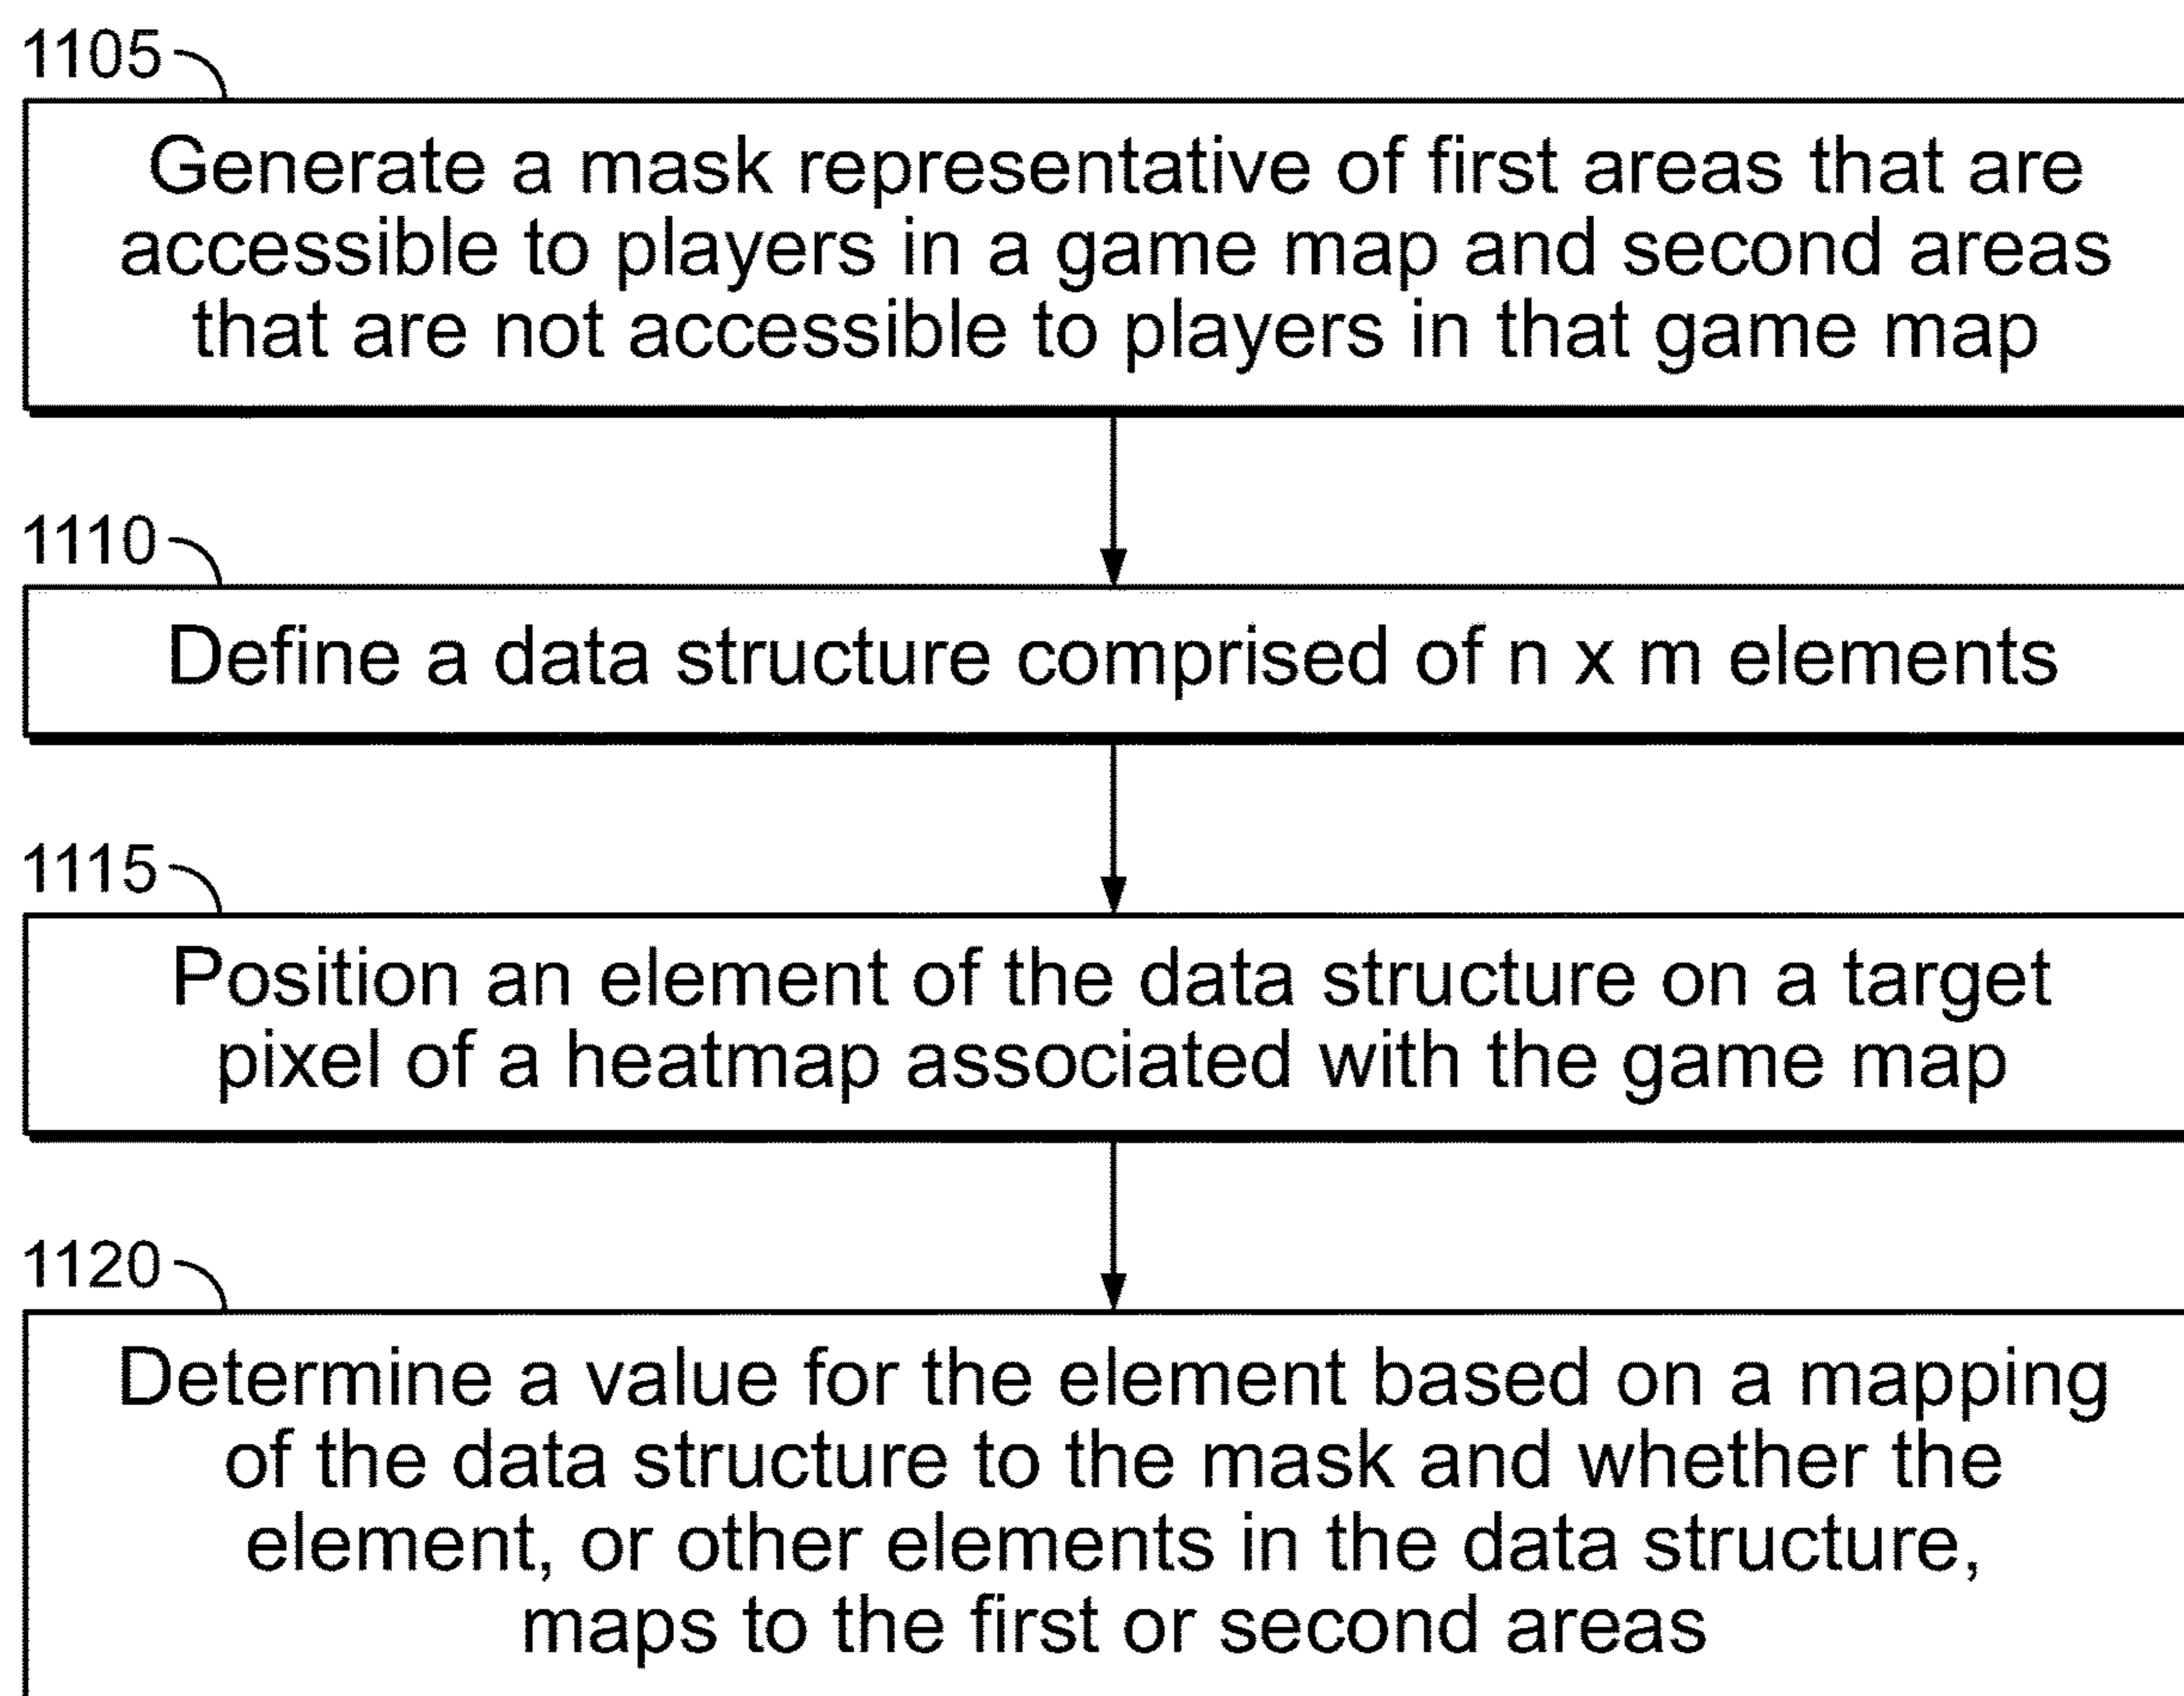 1105
Generate a mask representative of first areas that are
accessible to players in a game map and second areas
that are not accessible to players in that game map
1110
Define a data structure comprised of n x m elements
1115
Position an element of the data structure on a target
pixel of a heatmap associated with the game map
1120
Determine a value for the element based on a mapping
of the data structure to the mask and whether the
element, or other elements in the data structure,
maps to the first or second areas